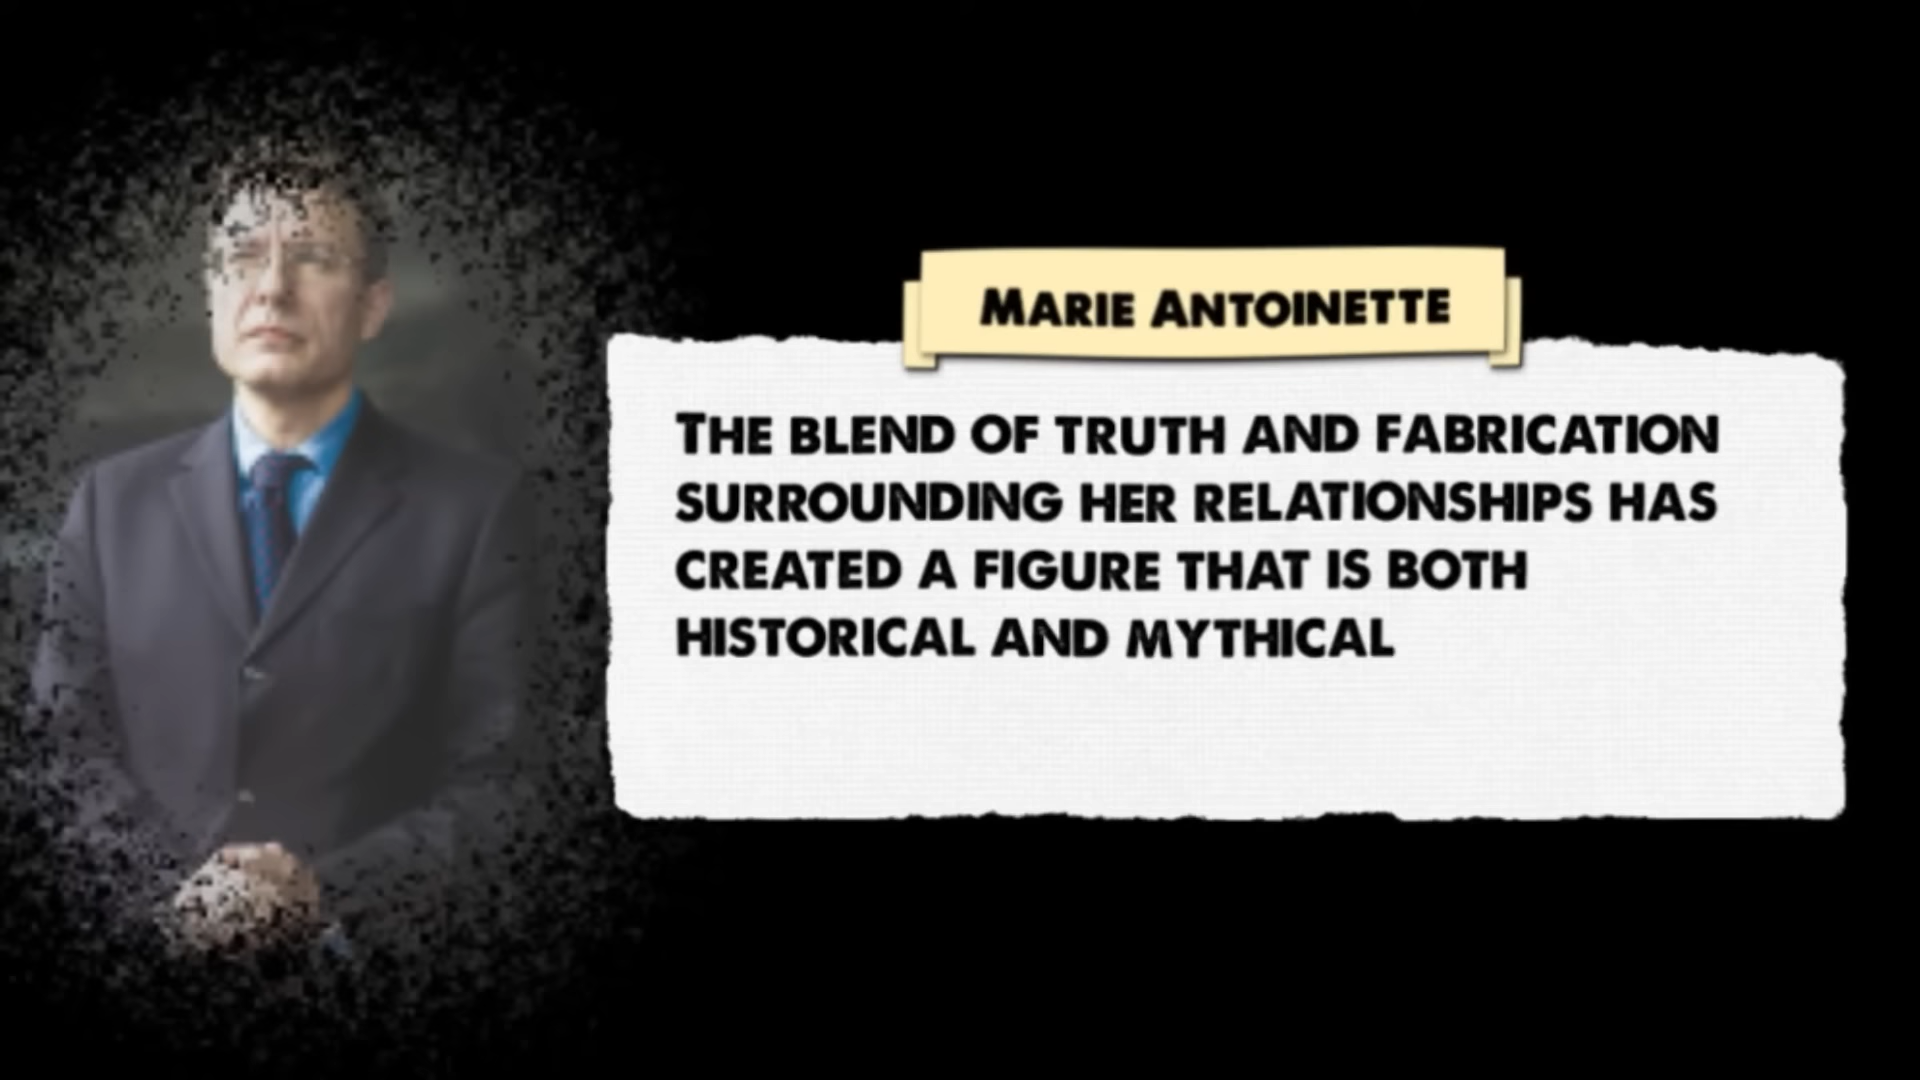 MARIE ANTOINETTE
THE BLEND OF TRUTH AND FABRICATION
SURROUNDING HER RELATIONSHIPS HAS
CREATED A FIGURE THAT IS BOTH
HISTORICAL AND MYTHICAL